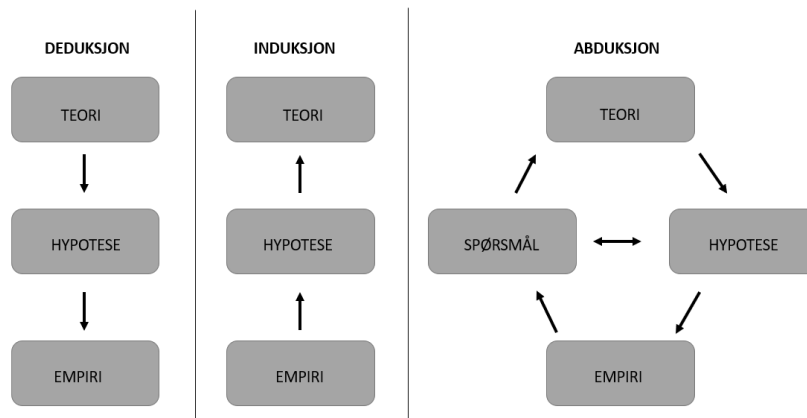 DEDUKSJON
TEORI
HYPOTESE
EMPIRI
INDUKSJON
TEORI
HYPOTESE
EMPIRI
ABDUKSJON
TEORI
SPØRSMÅL
HYPOTESE
EMPIRI